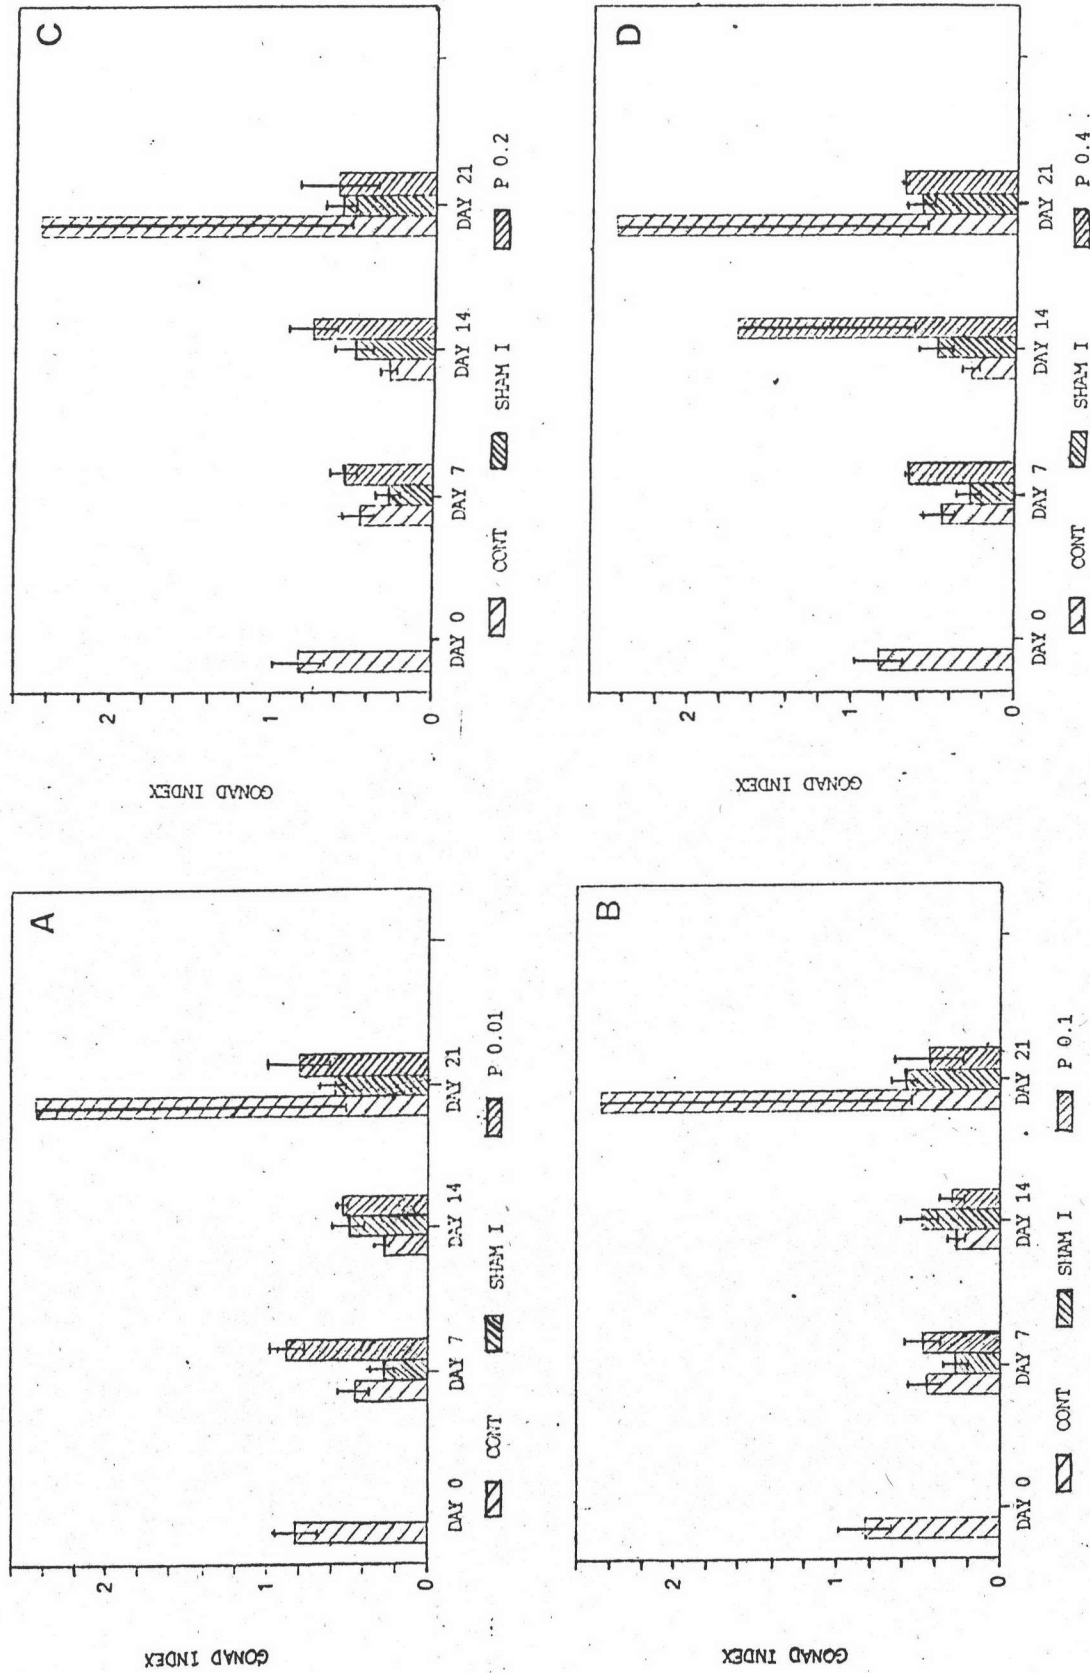 A
GONAD INDEX
2
1
0
DAY 0 DAY 7 DAY 14 DAY 21
CONT SHAM I P 0.01
B
GONAD INDEX
2
1
0
DAY 0 DAY 7 DAY 14 DAY 21
CONT SHAM I P 0.1
C
GONAD INDEX
2
1
0
DAY 0 DAY 7 DAY 14 DAY 21
CONT SHAM I P 0.2
D
GONAD INDEX
2
1
0
DAY 0 DAY 7 DAY 14 DAY 21
CONT SHAM I P 0.4